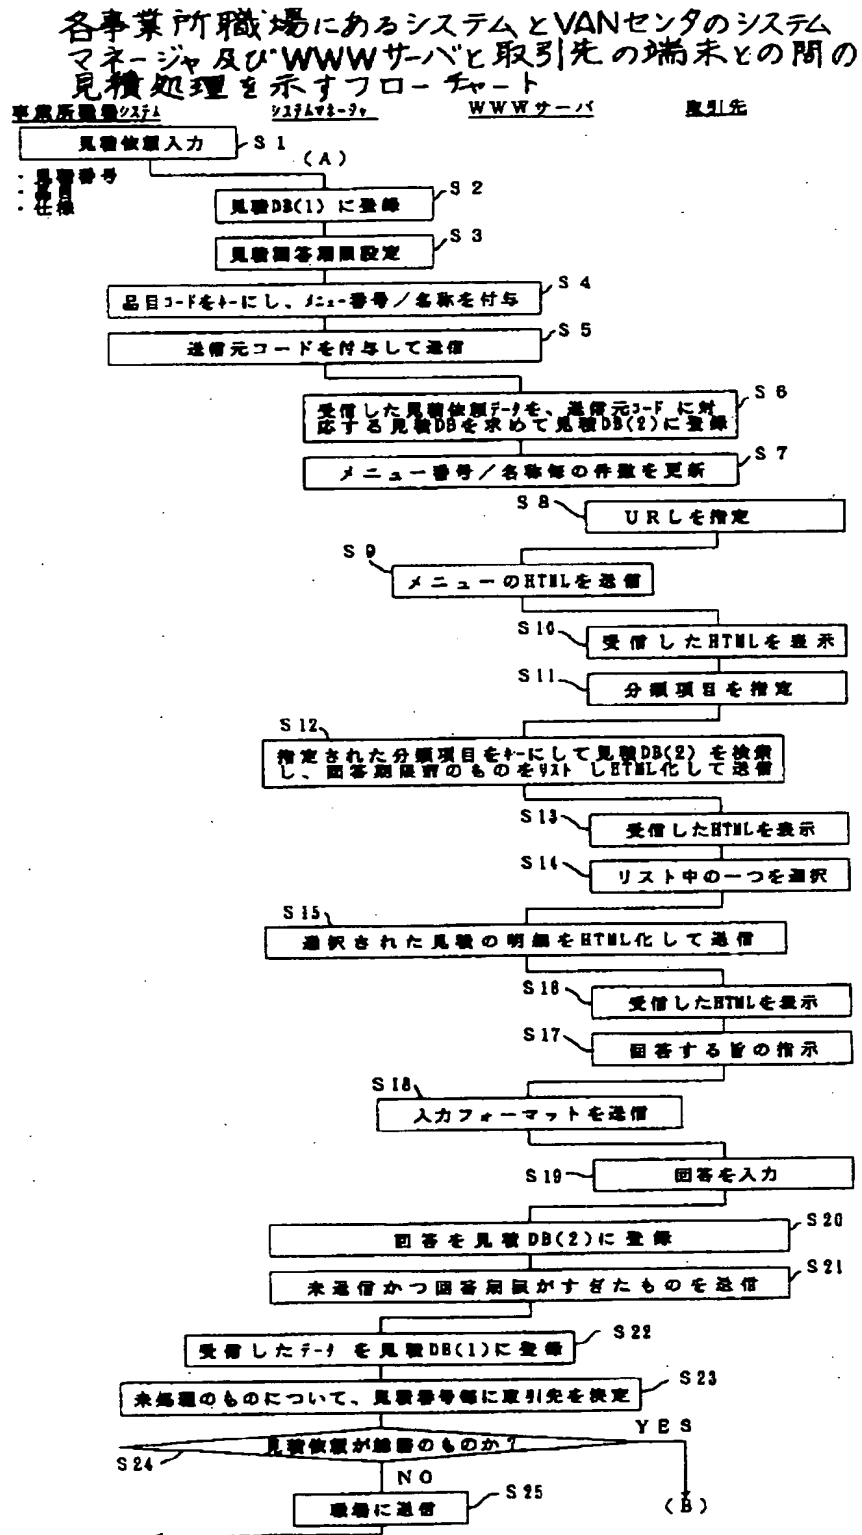 各事業所職場にあるシステムとVANセンタのシステム
マネージャ及びWWWサーバと取引先の端末との間の
見積処理を示すフローチャート
事業所職場システム システムマネージャ WWWサーバ 取引先
見積依頼入力 S1
(A)
・見積番号
・品目
・仕様
S2
見積DB(1)に登録
S3
見積回答期限設定
S4
品目コードをキーにし、メニュー番号/名称を付与
S5
送信元コードを付与して送信
S6
受信した見積依頼データを、送信元コードに対
応する見積DBを求めて見積DB(2)に登録
S7
メニュー番号/名称毎の件数を更新
S8
URLを指定
S9
メニューのHTMLを送信
S10
受信したHTMLを表示
S11
分類項目を指定
S12
指定された分類項目をキーにして見積DB(2)を検索
し、回答期限前のものをリストしHTML化して送信
S13
受信したHTMLを表示
S14
リスト中の一つを選択
S15
選択された見積の明細をHTML化して送信
S16
受信したHTMLを表示
S17
回答する旨の指示
S18
入力フォーマットを送信
S19
回答を入力
S20
回答を見積DB(2)に登録
S21
未返信かつ回答期限がすぎたものを送信
S22
受信したデータを見積DB(1)に登録
S23
未処理のものについて、見積番号毎に取引先を決定
YES
見積依頼が のものか?
S24
NO
S25
(B)
職場に送信